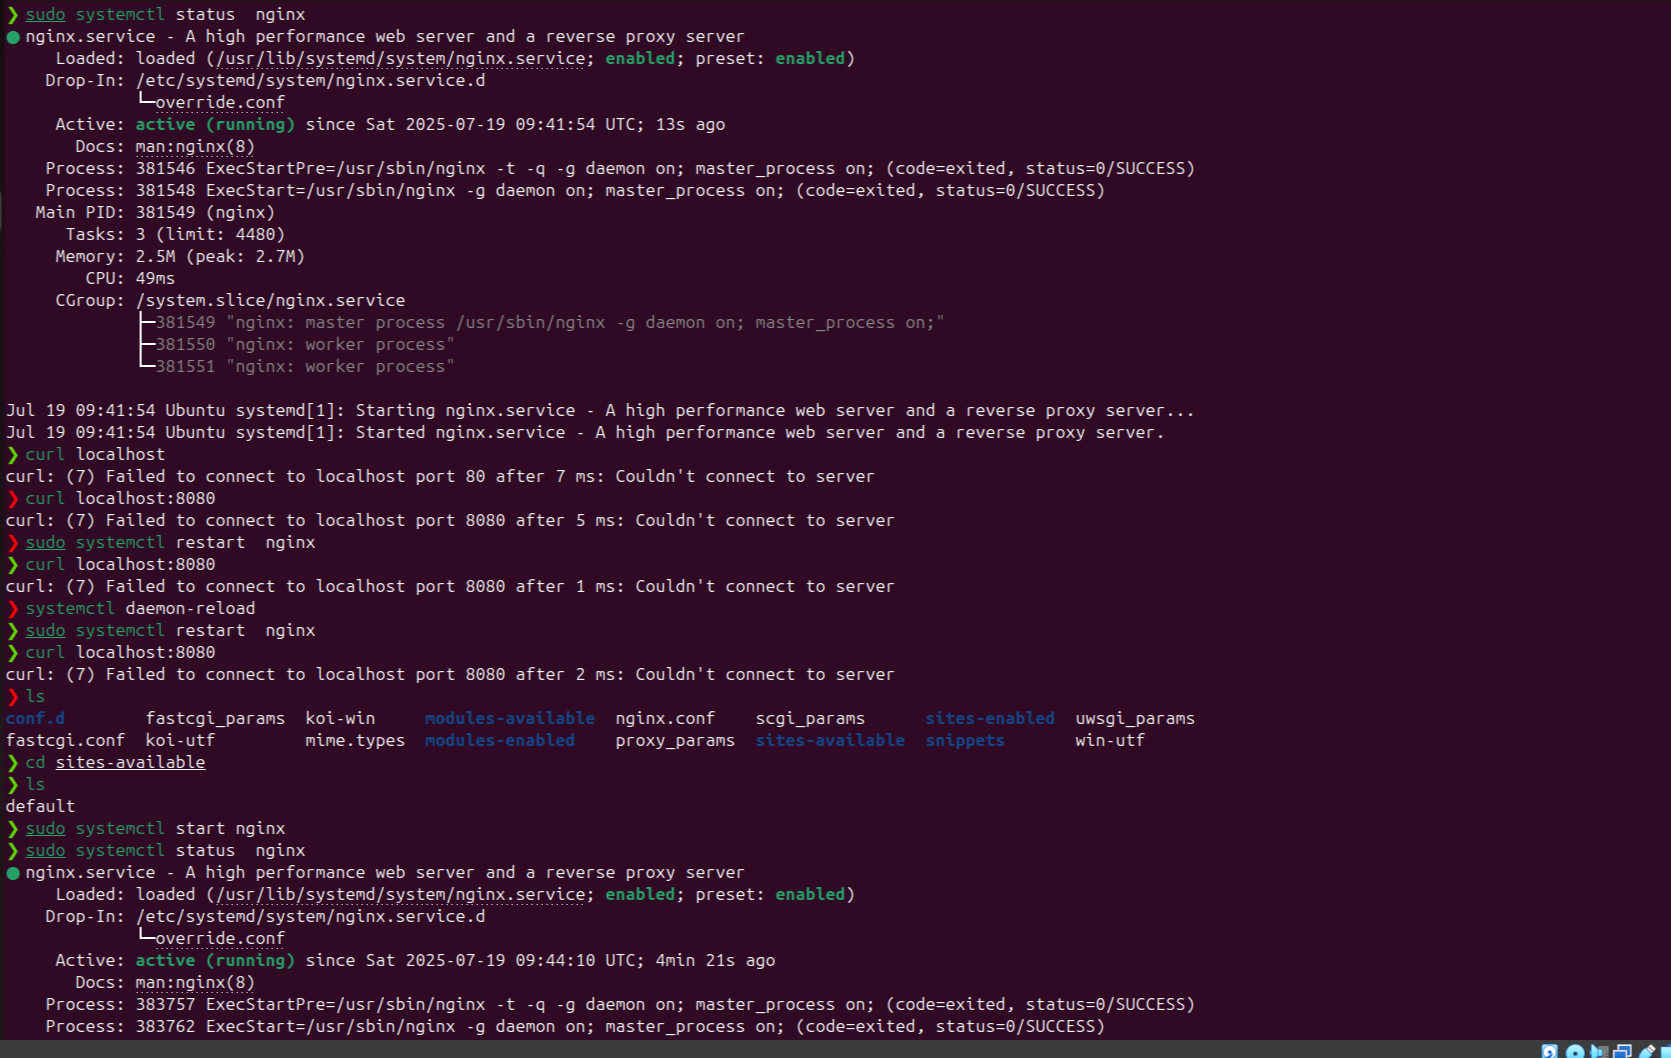 ❯ sudo systemctl status  nginx
● nginx.service - A high performance web server and a reverse proxy server
     Loaded: loaded (/usr/lib/systemd/system/nginx.service; enabled; preset: enabled)
    Drop-In: /etc/systemd/system/nginx.service.d
             └─override.conf
     Active: active (running) since Sat 2025-07-19 09:41:54 UTC; 13s ago
       Docs: man:nginx(8)
    Process: 381546 ExecStartPre=/usr/sbin/nginx -t -q -g daemon on; master_process on; (code=exited, status=0/SUCCESS)
    Process: 381548 ExecStart=/usr/sbin/nginx -g daemon on; master_process on; (code=exited, status=0/SUCCESS)
   Main PID: 381549 (nginx)
      Tasks: 3 (limit: 4480)
     Memory: 2.5M (peak: 2.7M)
        CPU: 49ms
     CGroup: /system.slice/nginx.service
             ├─381549 "nginx: master process /usr/sbin/nginx -g daemon on; master_process on;"
             ├─381550 "nginx: worker process"
             └─381551 "nginx: worker process"

Jul 19 09:41:54 Ubuntu systemd[1]: Starting nginx.service - A high performance web server and a reverse proxy server...
Jul 19 09:41:54 Ubuntu systemd[1]: Started nginx.service - A high performance web server and a reverse proxy server.
❯ curl localhost
curl: (7) Failed to connect to localhost port 80 after 7 ms: Couldn't connect to server
❯ curl localhost:8080
curl: (7) Failed to connect to localhost port 8080 after 5 ms: Couldn't connect to server
❯ sudo systemctl restart  nginx
❯ curl localhost:8080
curl: (7) Failed to connect to localhost port 8080 after 1 ms: Couldn't connect to server
❯ systemctl daemon-reload
❯ sudo systemctl restart  nginx
❯ curl localhost:8080
curl: (7) Failed to connect to localhost port 8080 after 2 ms: Couldn't connect to server
❯ ls
conf.d        fastcgi_params  koi-win     modules-available  nginx.conf    scgi_params      sites-enabled  uwsgi_params
fastcgi.conf  koi-utf         mime.types  modules-enabled    proxy_params  sites-available  snippets       win-utf
❯ cd sites-available
❯ ls
default
❯ sudo systemctl start nginx
❯ sudo systemctl status  nginx
● nginx.service - A high performance web server and a reverse proxy server
     Loaded: loaded (/usr/lib/systemd/system/nginx.service; enabled; preset: enabled)
    Drop-In: /etc/systemd/system/nginx.service.d
             └─override.conf
     Active: active (running) since Sat 2025-07-19 09:44:10 UTC; 4min 21s ago
       Docs: man:nginx(8)
    Process: 383757 ExecStartPre=/usr/sbin/nginx -t -q -g daemon on; master_process on; (code=exited, status=0/SUCCESS)
    Process: 383762 ExecStart=/usr/sbin/nginx -g daemon on; master_process on; (code=exited, status=0/SUCCESS)